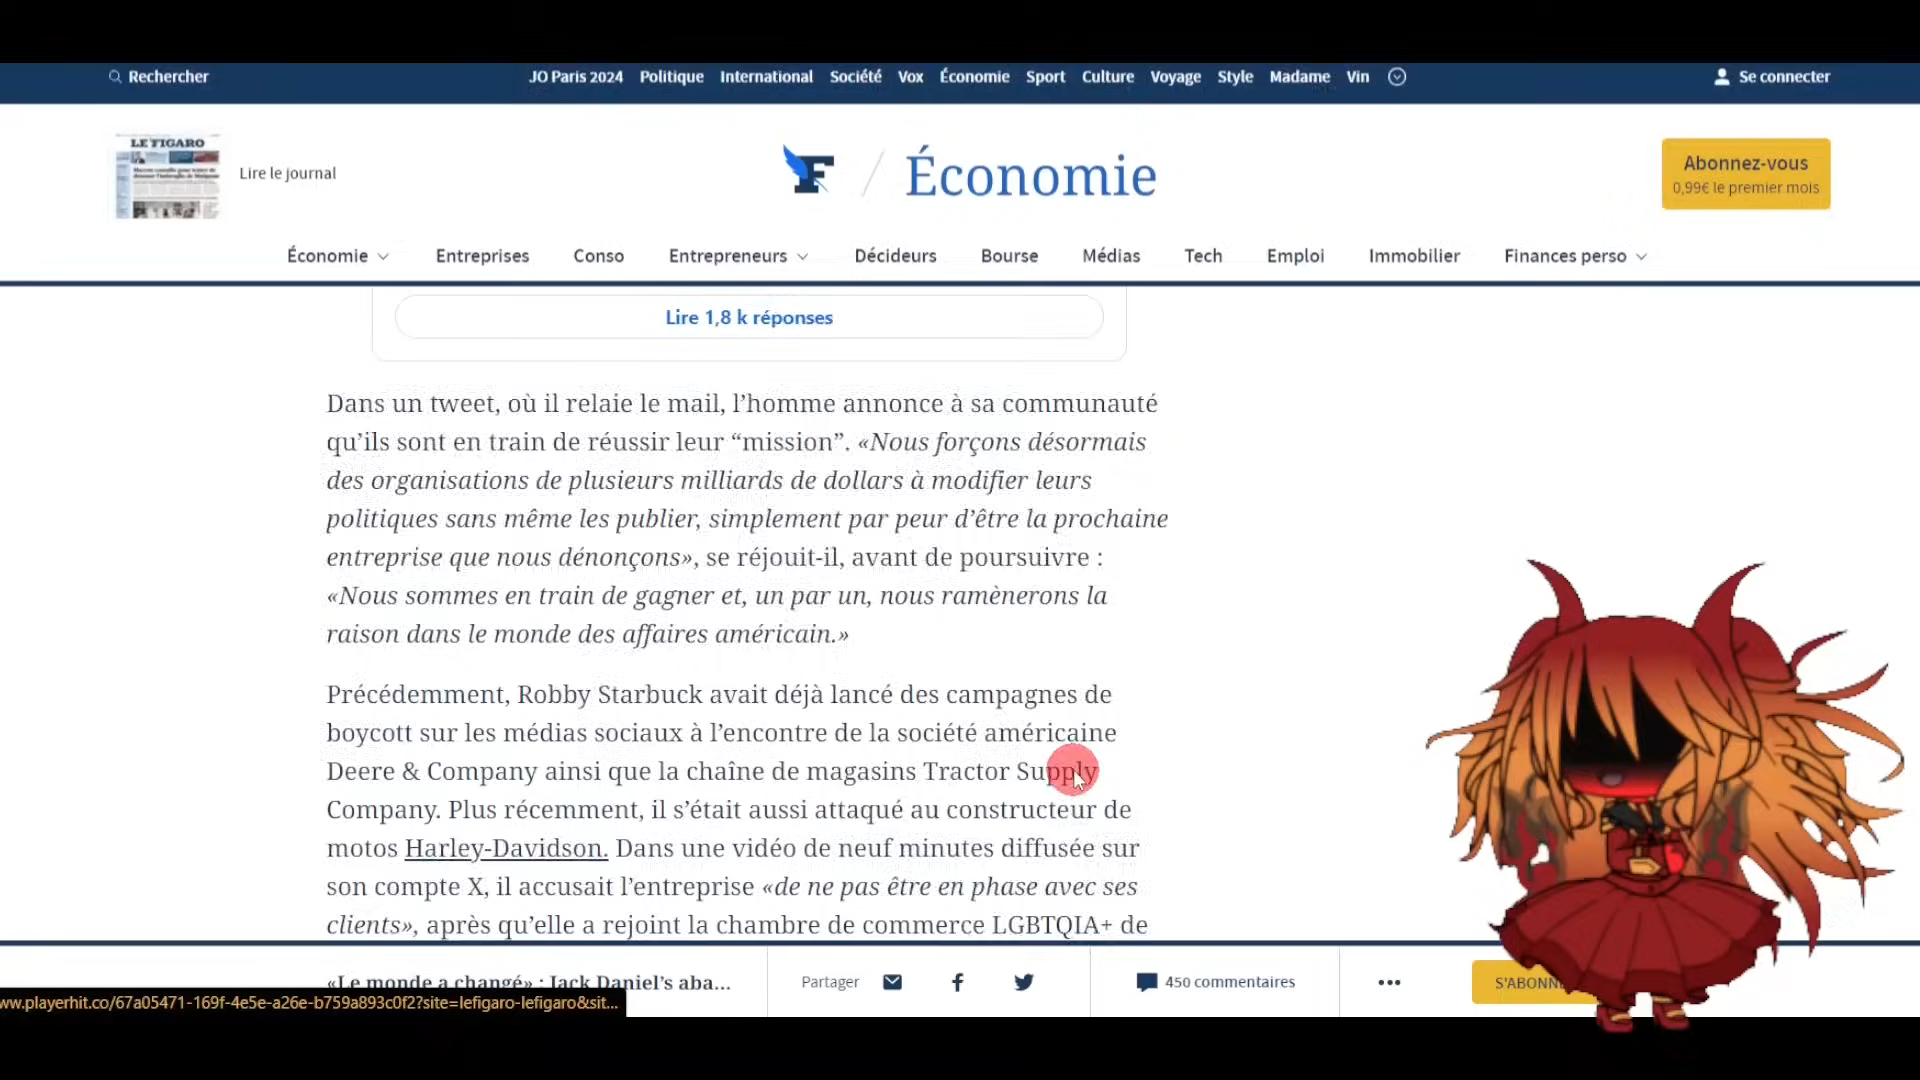 Rechercher
JO Paris 2024 Politique International Société Vox Économie Sport Culture Voyage Style Madame Vin
Se connecter
LE FIGARO
Lire le journal
F / Économie
Abonnez-vous
0,99€ le premier mois
Économie Entreprises Conso Entrepreneurs Décideurs Bourse Médias Tech Emploi Immobilier Finances perso
Lire 1,8 k réponses
Dans un tweet, où il relaie le mail, l’homme annonce à sa communauté
qu’ils sont en train de réussir leur “mission”. «Nous forçons désormais
des organisations de plusieurs milliards de dollars à modifier leurs
politiques sans même les publier, simplement par peur d’être la prochaine
entreprise que nous dénonçons», se réjouit-il, avant de poursuivre :
«Nous sommes en train de gagner et, un par un, nous ramènerons la
raison dans le monde des affaires américain.»
Précédemment, Robby Starbuck avait déjà lancé des campagnes de
boycott sur les médias sociaux à l’encontre de la société américaine
Deere & Company ainsi que la chaîne de magasins Tractor Supply
Company. Plus récemment, il s’était aussi attaqué au constructeur de
motos Harley-Davidson. Dans une vidéo de neuf minutes diffusée sur
son compte X, il accusait l’entreprise «de ne pas être en phase avec ses
clients», après qu’elle a rejoint la chambre de commerce LGBTQIA+ de
«Le monde a changé» : Jack Daniel’s aba...
Partager
450 commentaires
S'ABONN
ww.playerhit.co/67a05471-169f-4e5e-a26e-b759a893c0f2?site=lefigaro-lefigaro&sit...